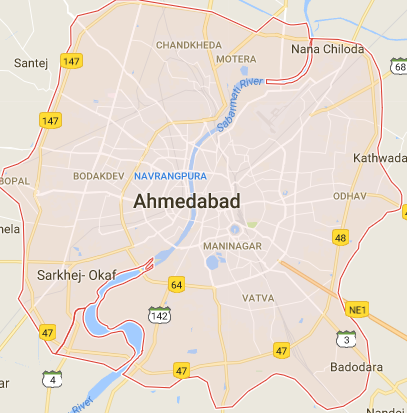 CHANDKHEDA
Nana Chiloda
MOTERA
Santej
147
68
Sabarmati River
147
Kathwada
BODAKDEV
NAVRANGPURA
BOPAL
ODHAV
Ahmedabad
48
MANINAGAR
Sarkhej- Okaf
64
VATVA
NE1
142
47
3
47
47
Badodara
4